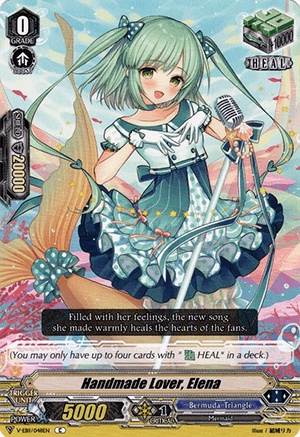 0
GRADE
BOOST
10000
HEAL
20000
Filled with her feelings, the new song
she made warmly heals the hearts of the fans.
(You may only have up to four cards with "HEAL" in a deck.)
Handmade Lover, Elena
TRIGGER
UNIT
POWER
5000
1
CRITICAL
Bermuda Triangle
Mermaid
V-EB11/048EN
C
Illust.